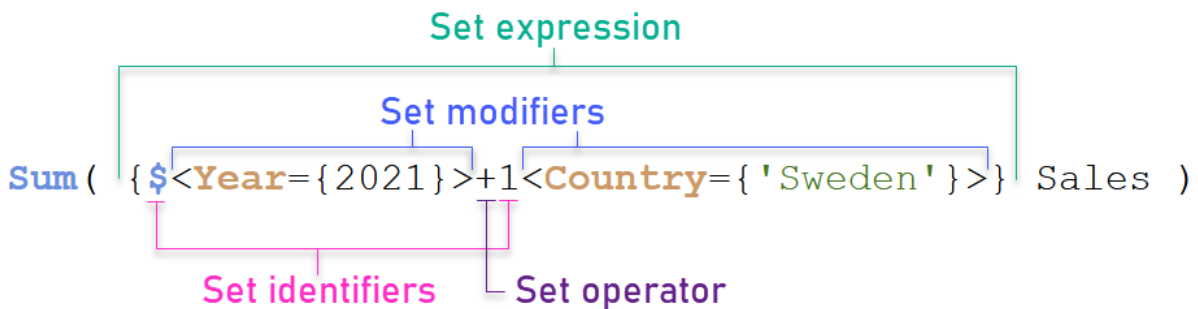 Set expression
Set modifiers
Sum( {$<Year={2021}>+1<Country={'Sweden'}>} Sales )
Set identifiers
Set operator